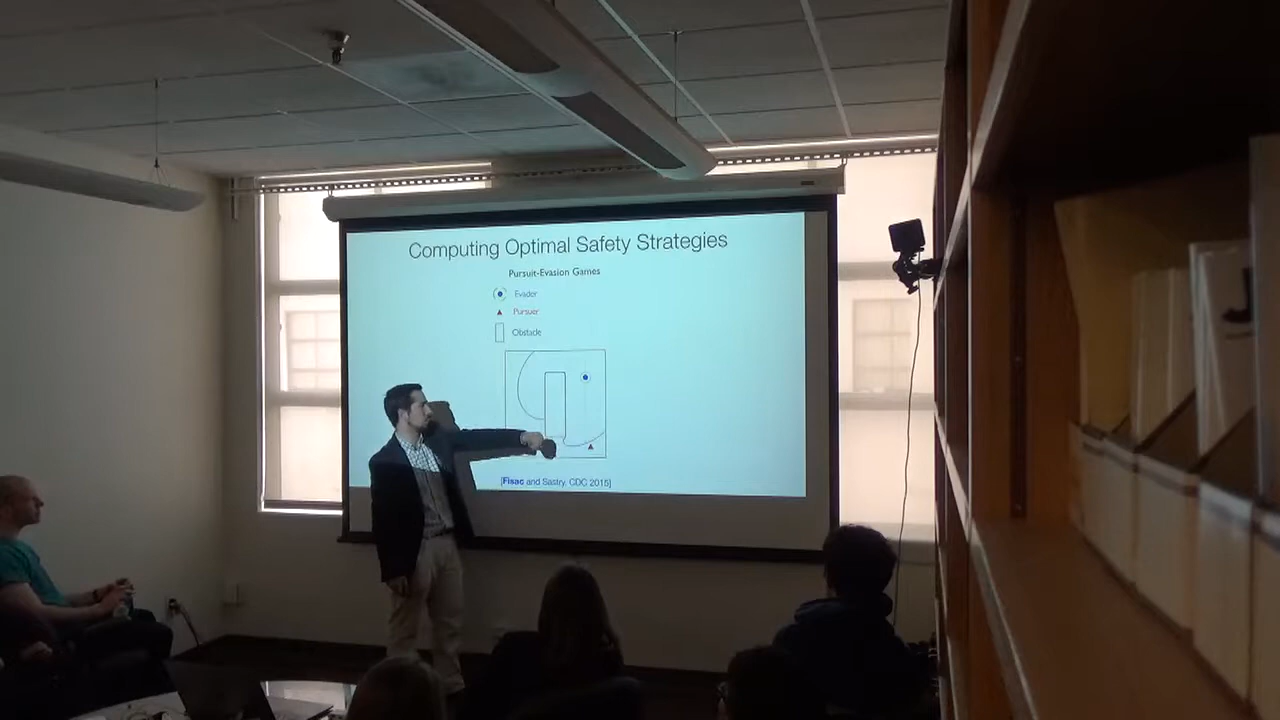 Computing Optimal Safety Strategies
Pursuit-Evasion Games
Evader
Pursuer
Obstacle
[Fisac and Sastry, CDC 2015]